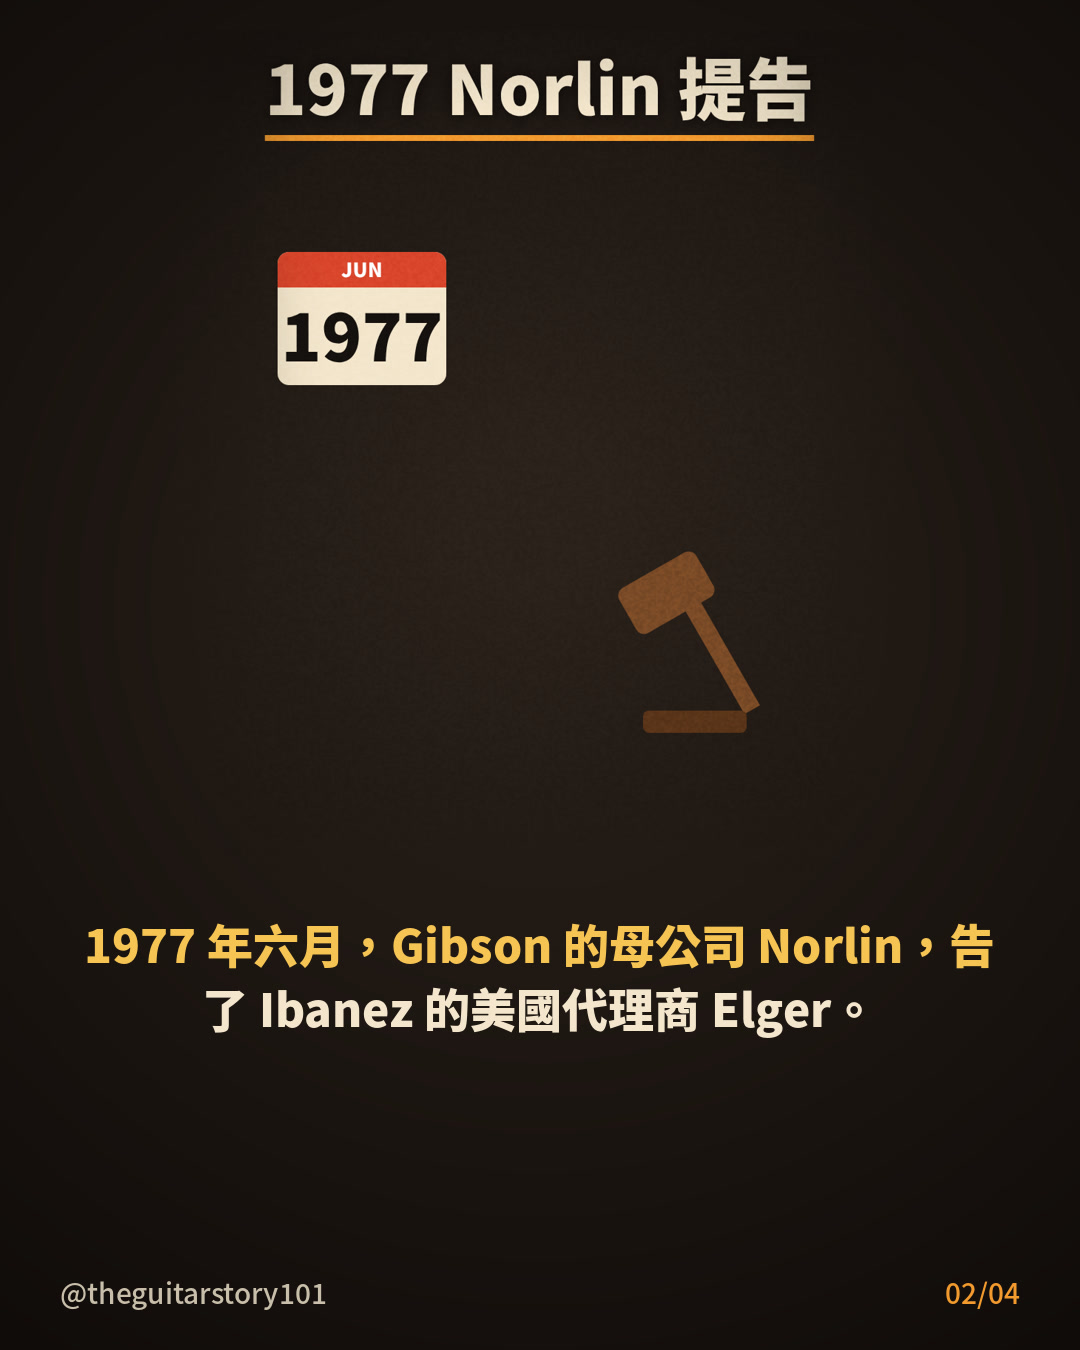 1977 Norlin 提告
JUN
1977
1977 年六月，Gibson 的母公司 Norlin，告
了 Ibanez 的美國代理商 Elger。
@theguitarstory101
02/04